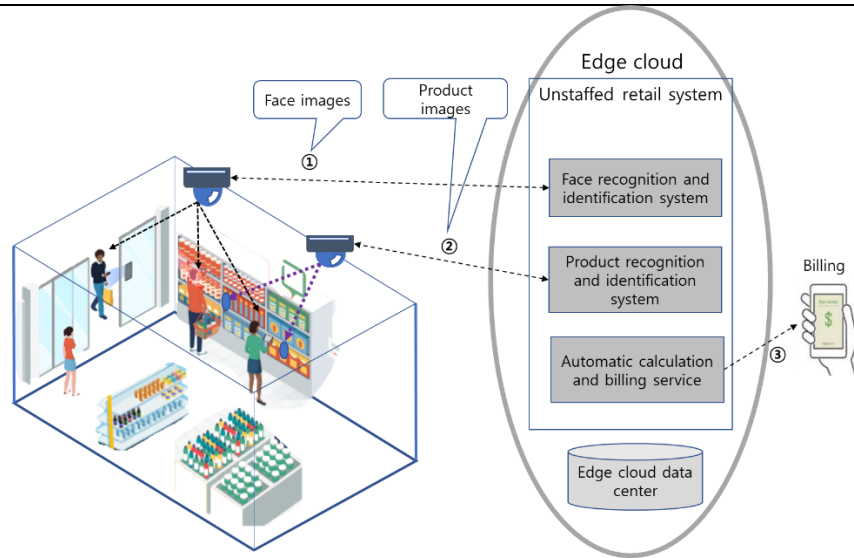 Edge cloud
Unstaffed retail system
Face images
Product
images
①
Face recognition and
identification system
②
Product recognition
and identification
system
Billing
$
③
Automatic calculation
and billing service
Edge cloud data
center